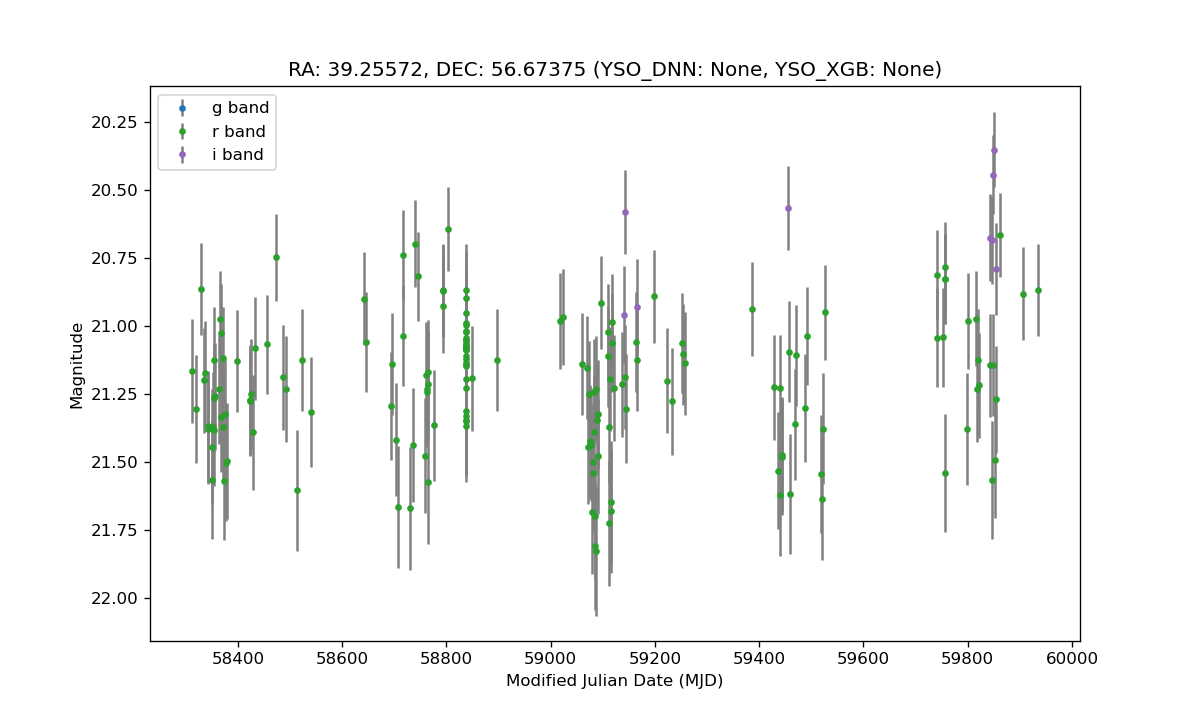 RA: 39.25572, DEC: 56.67375 (YSO_DNN: None, YSO_XGB: None)
g band
r band
i band
20.25
20.50
20.75
21.00
21.25
21.50
21.75
22.00
Magnitude
58400 58600 58800 59000 59200 59400 59600 59800 60000
Modified Julian Date (MJD)